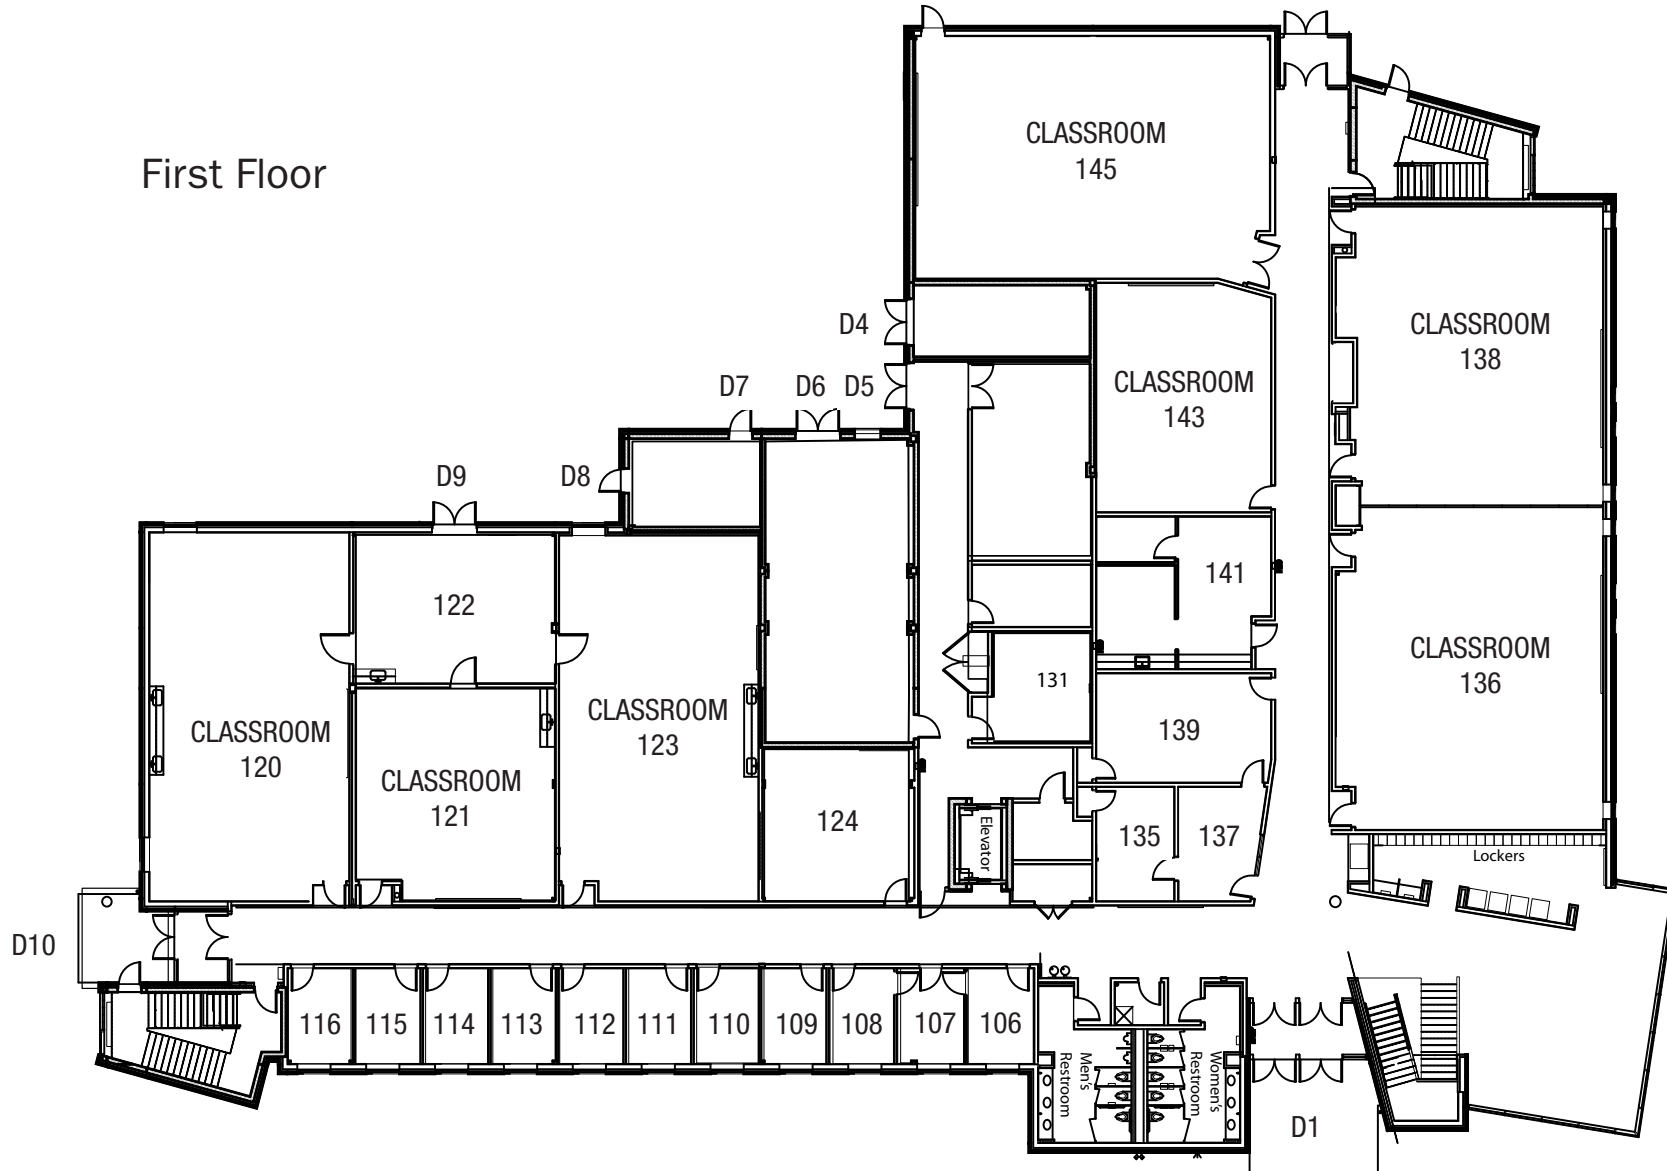 First Floor
CLASSROOM
145
D4
CLASSROOM
138
D7
D6
D5
CLASSROOM
143
D9
D8
141
122
CLASSROOM
136
131
CLASSROOM
123
139
CLASSROOM
120
CLASSROOM
121
124
Elevator
135
137
Lockers
D10
116
115
114
113
112
111
110
109
108
107
106
Men's
Restroom
Women's
Restroom
D1